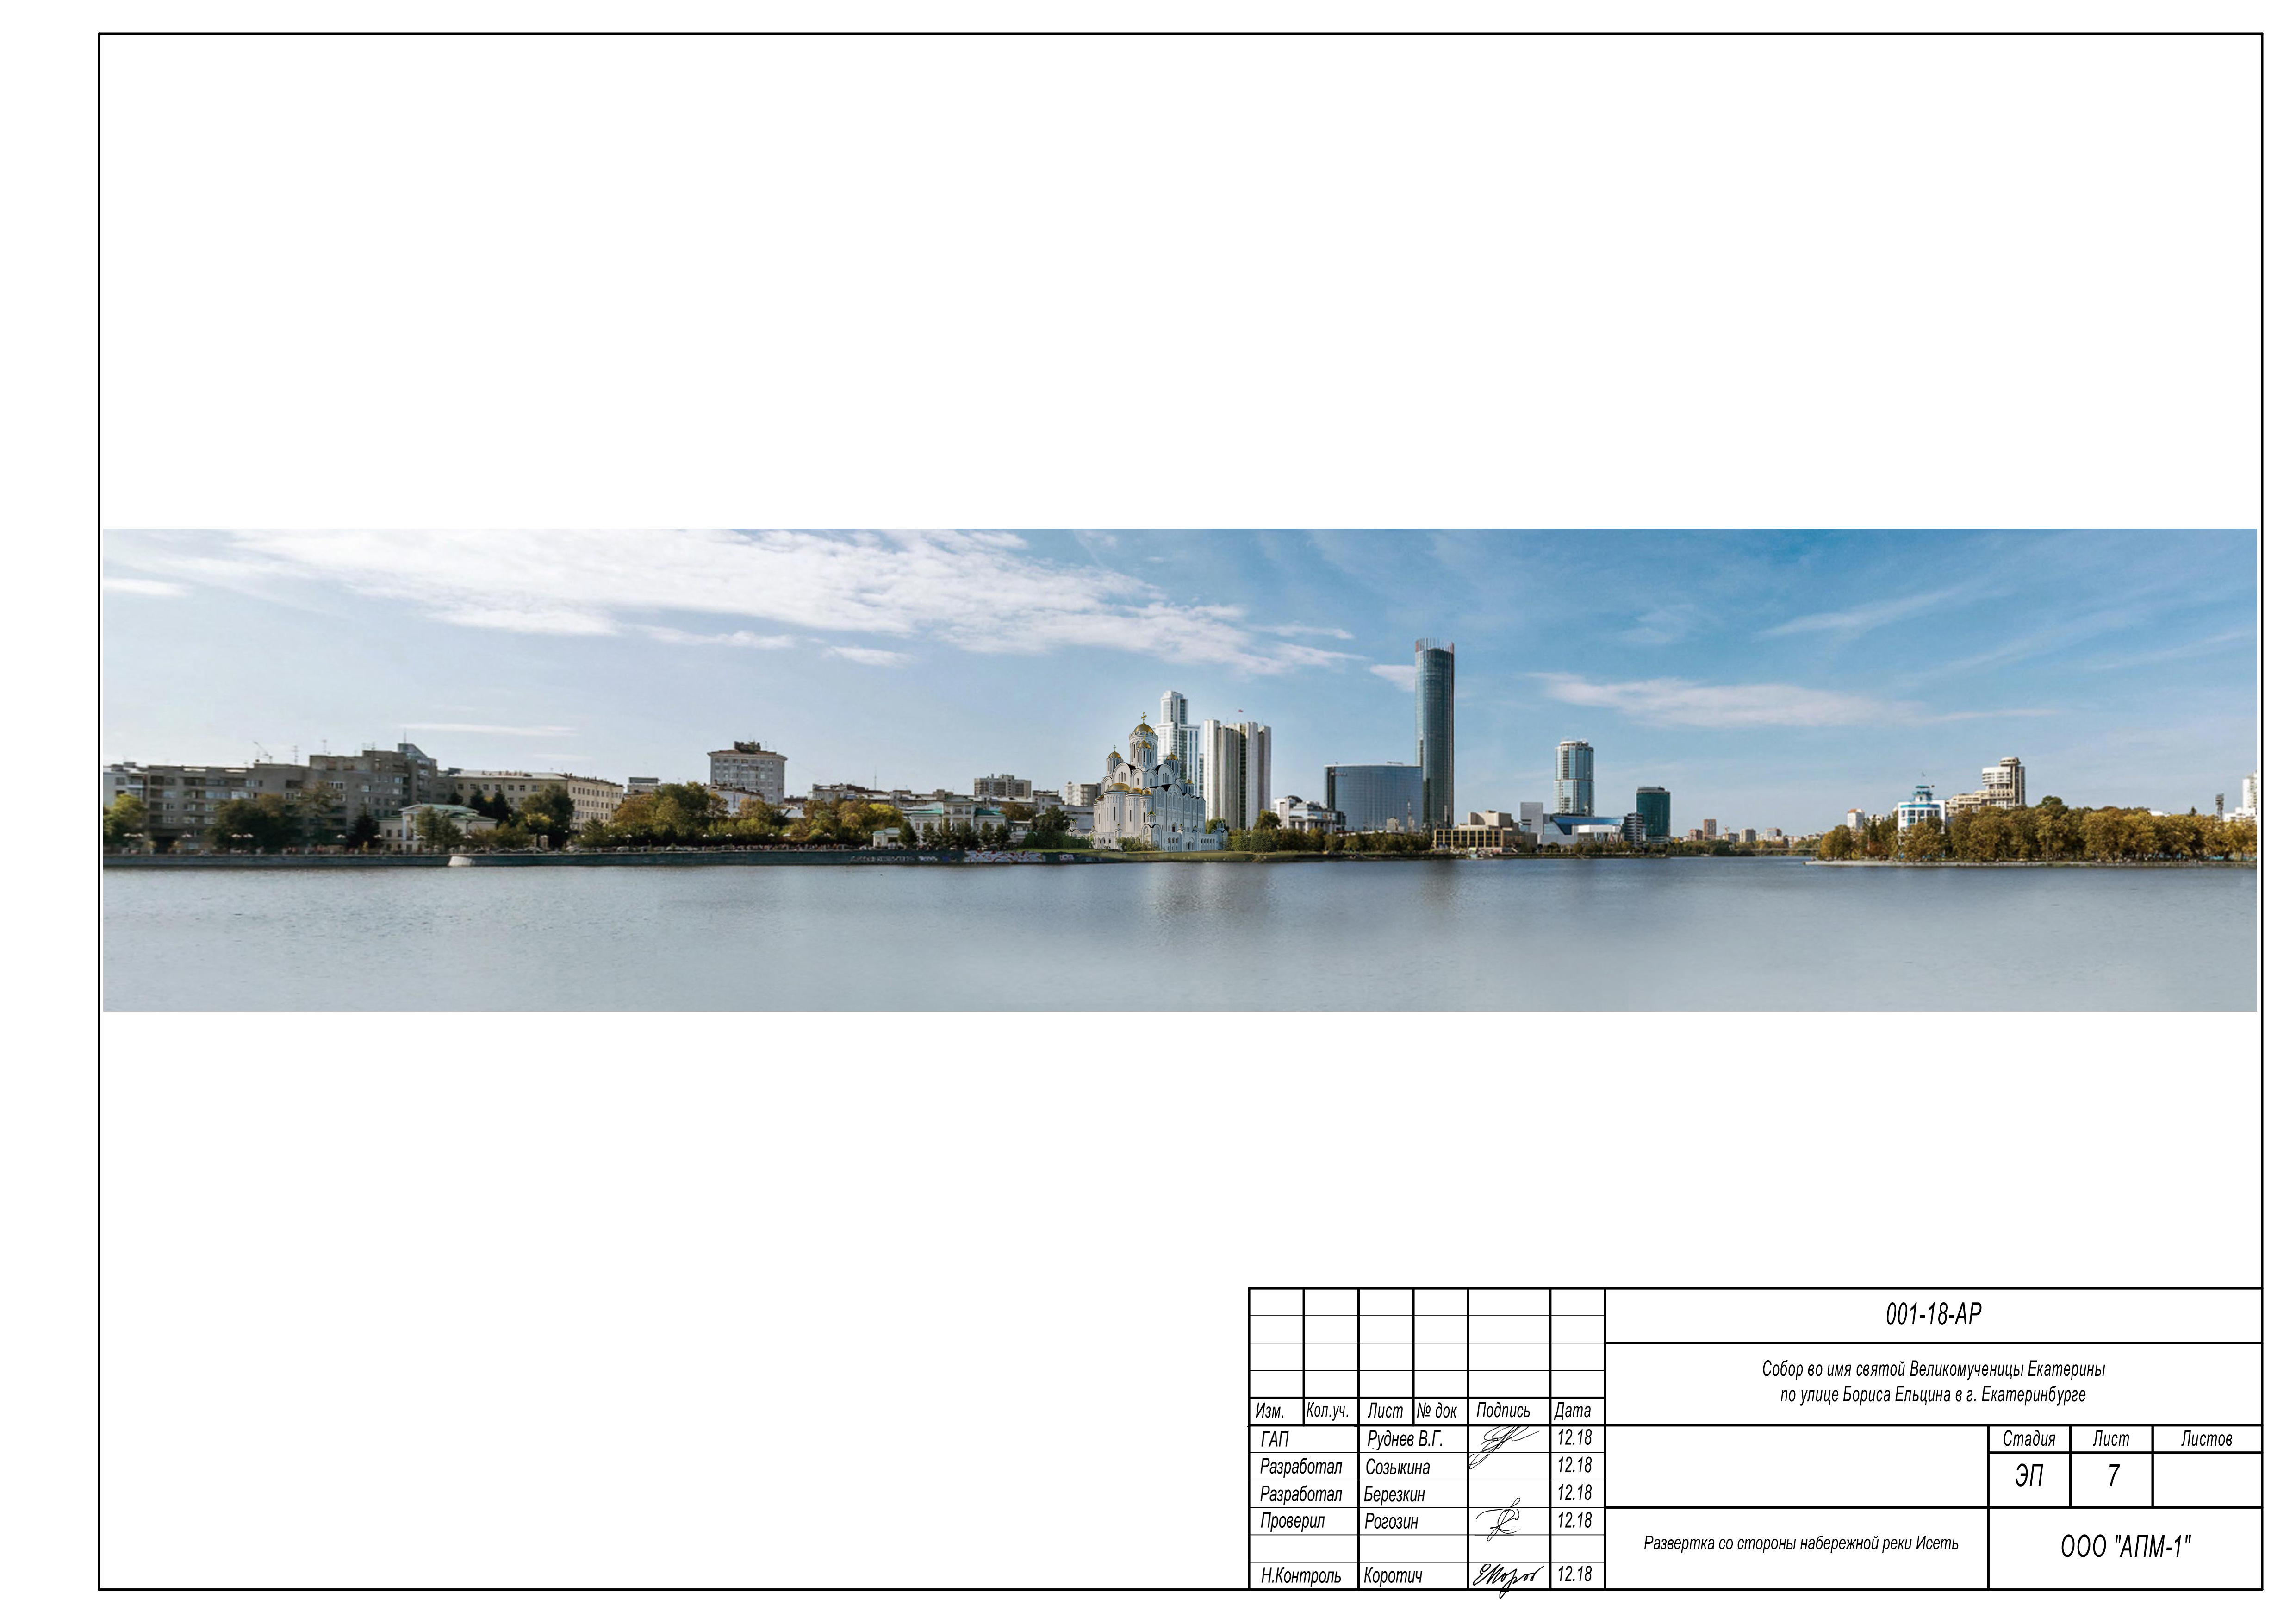 001-18-АР
Собор во имя святой Великомученицы Екатерины
по улице Бориса Ельцина в г. Екатеринбурге
Изм. Кол.уч. Лист № док Подпись Дата
ГАП Руднев В.Г. 12.18
Разработал Созыкина 12.18
Разработал Березкин 12.18
Проверил Рогозин 12.18
Н.Контроль Коротич 12.18
Стадия Лист Листов
ЭП 7
Развертка со стороны набережной реки Исеть
ООО "АПМ-1"